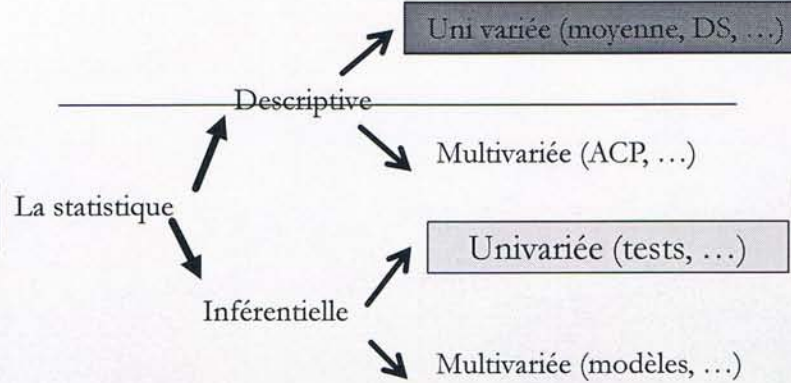 Uni variée (moyenne, DS, …)
Descriptive
Multivariée (ACP, …)
La statistique
Univariée (tests, …)
Inférentielle
Multivariée (modèles, …)